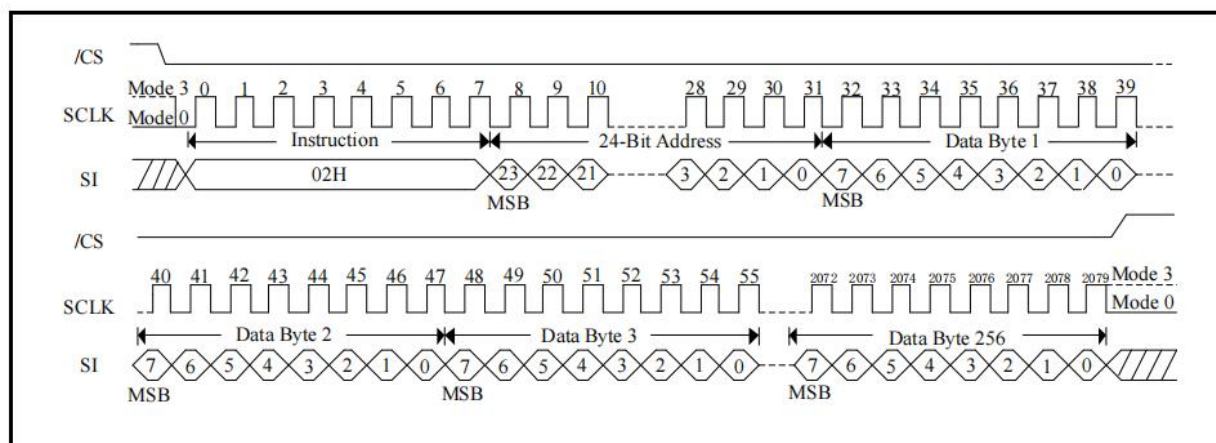 /CS
Mode 3 0 1 2 3 4 5 6 7 8 9 10 28 29 30 31 32 33 34 35 36 37 38 39
SCLK
Mode 0
Instruction 24-Bit Address Data Byte 1
SI 02H 23 22 21 3 2 1 0 7 6 5 4 3 2 1 0
MSB MSB
/CS
40 41 42 43 44 45 46 47 48 49 50 51 52 53 54 55 2072 2073 2074 2075 2076 2077 2078 2079 Mode 3
SCLK Mode 0
Data Byte 2 Data Byte 3 Data Byte 256
SI 7 6 5 4 3 2 1 0 7 6 5 4 3 2 1 0 7 6 5 4 3 2 1 0
MSB MSB MSB